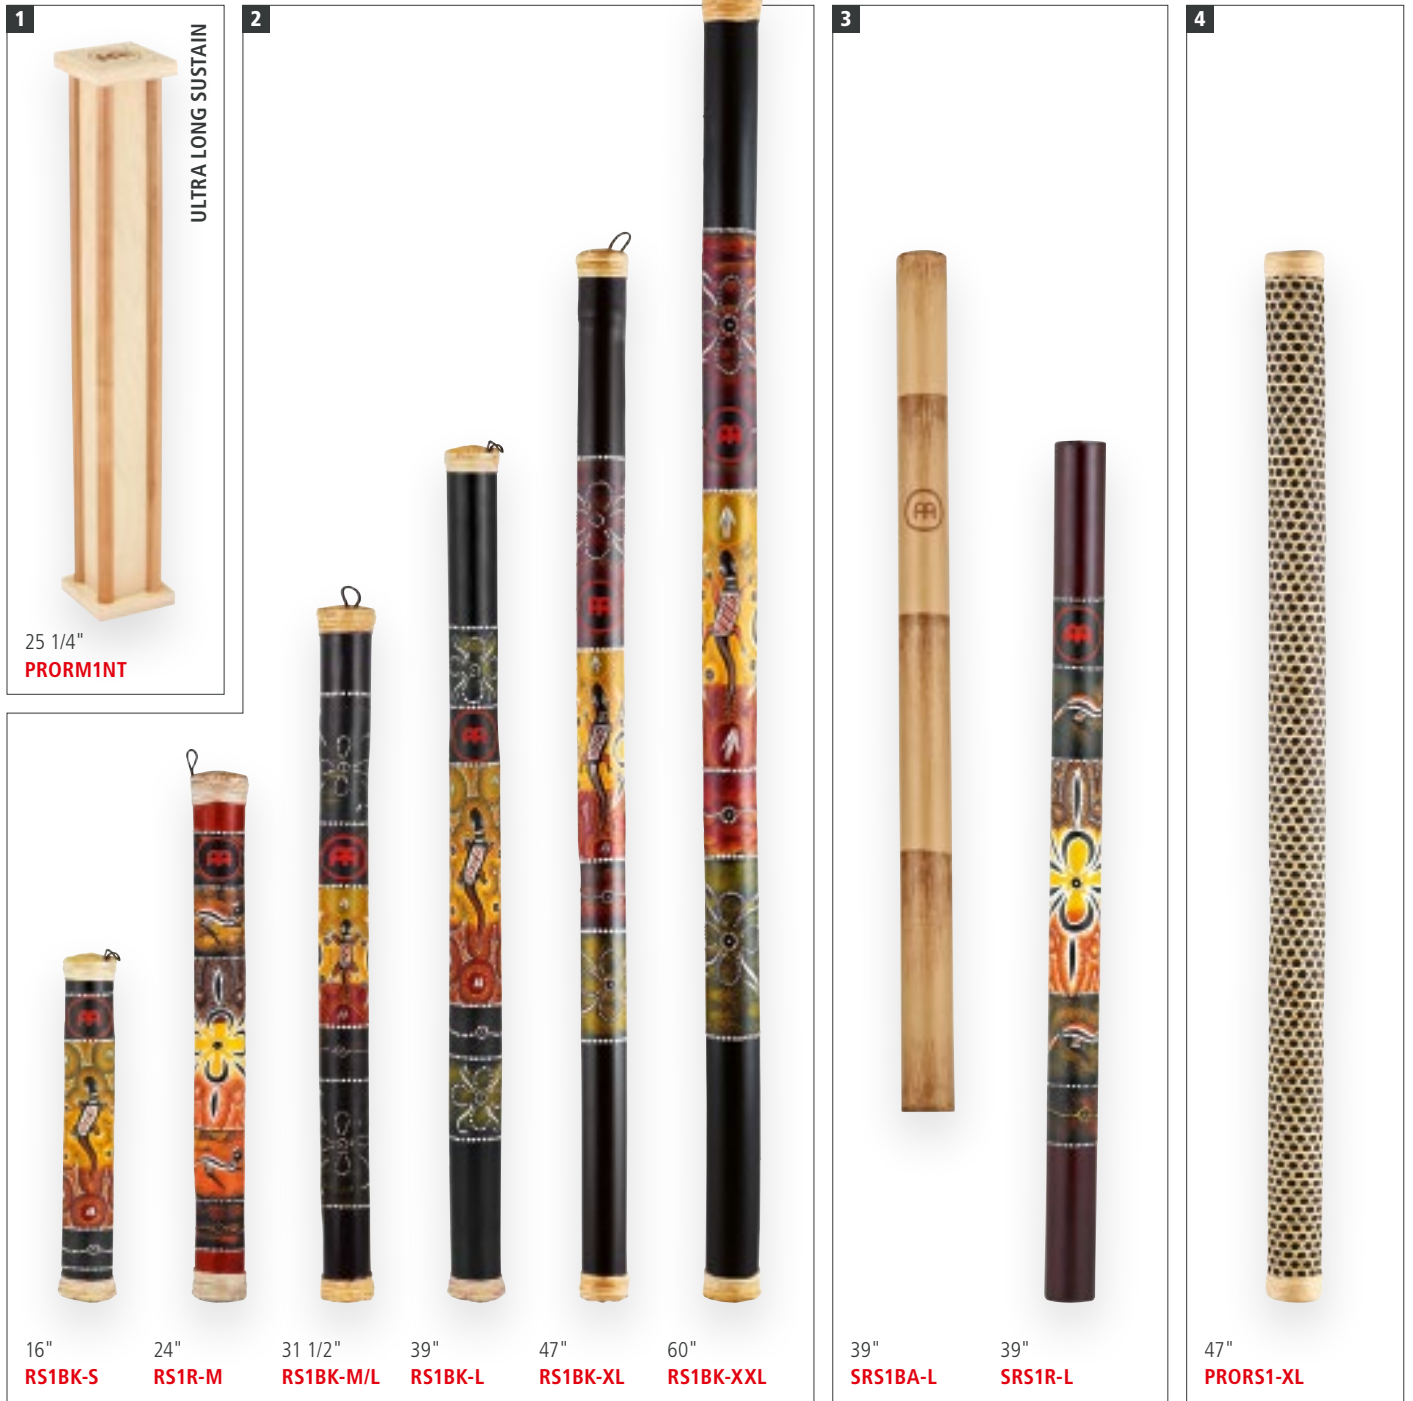 1
ULTRA LONG SUSTAIN
25 1/4"
PRORM1NT
2
16"
RS1BK-S
24"
RS1R-M
31 1/2"
RS1BK-M/L
39"
RS1BK-L
47"
RS1BK-XL
60"
RS1BK-XXL
3
39"
SRS1BA-L
39"
SRS1R-L
4
47"
PRORS1-XL